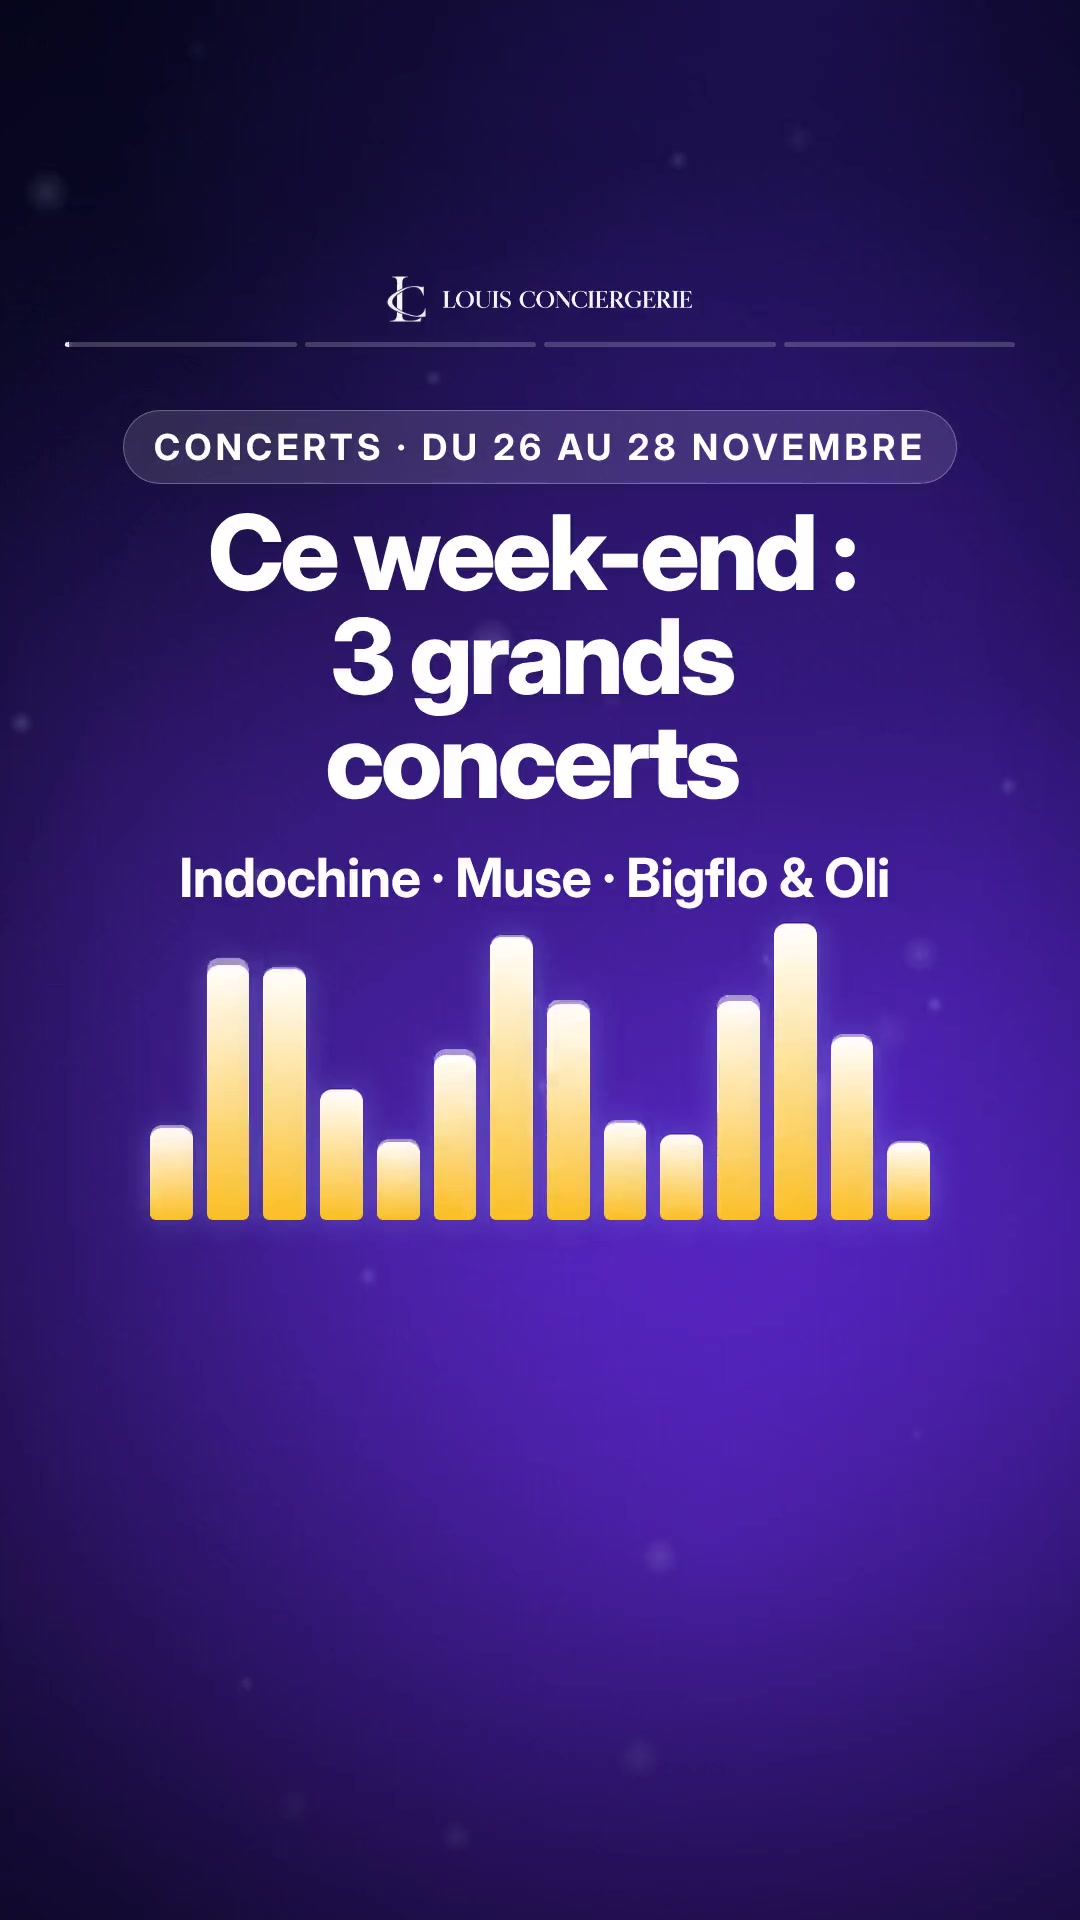 LOUIS CONCIERGERIE
CONCERTS · DU 26 AU 28 NOVEMBRE
Ce week-end :
3 grands
concerts
Indochine · Muse · Bigflo & Oli